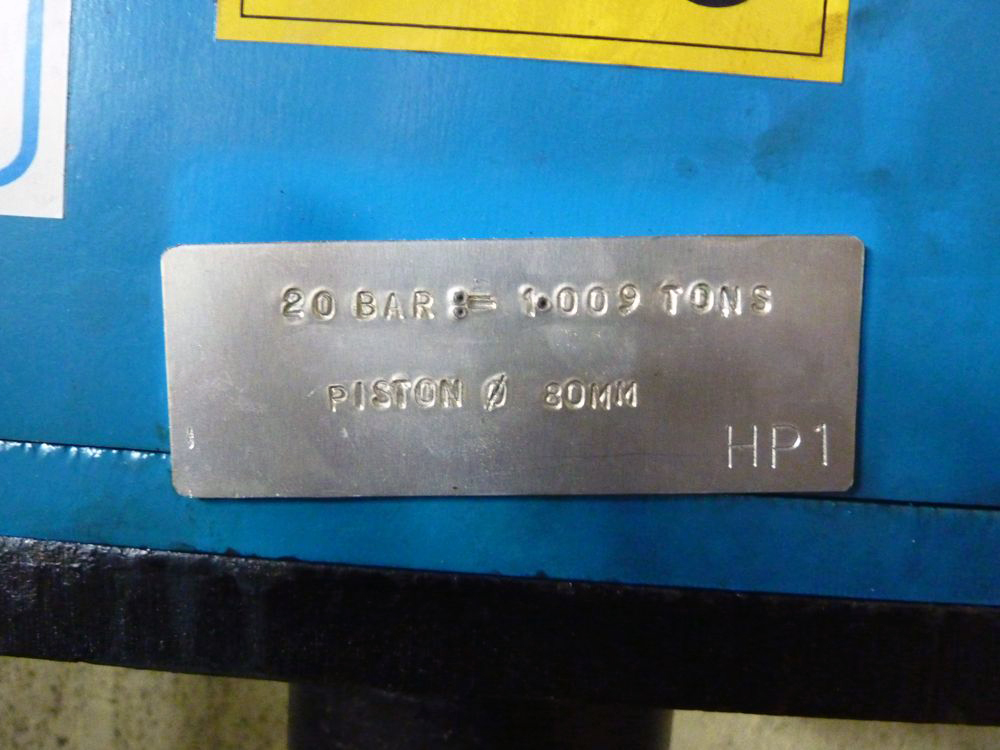 20 BAR := 1.009 TONS
PISTON Ø 80MM
HP1